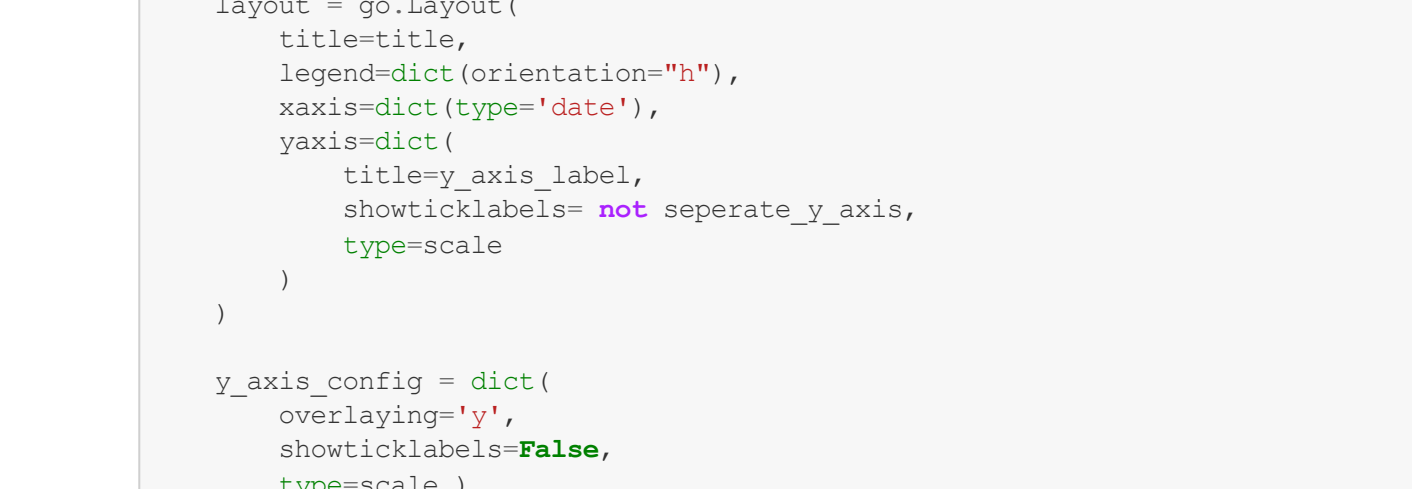 layout = go.Layout(
    title=title,
    legend=dict(orientation="h"),
    xaxis=dict(type='date'),
    yaxis=dict(
        title=y_axis_label,
        showticklabels= not seperate_y_axis,
        type=scale
    )
)
y_axis_config = dict(
    overlaying='y',
    showticklabels=False,
    type=scale )